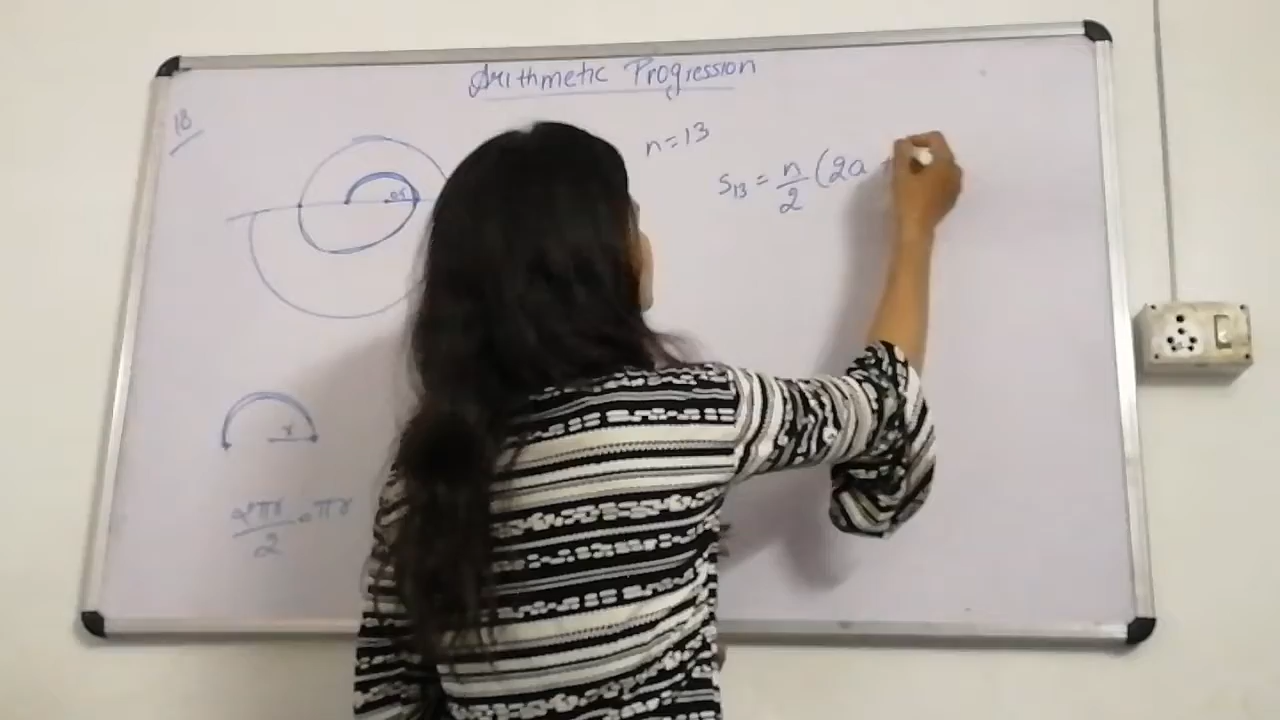 Arithmetic Progression
18
n=13
S13 = n/2 (2a +
r
2πr/2 = πr